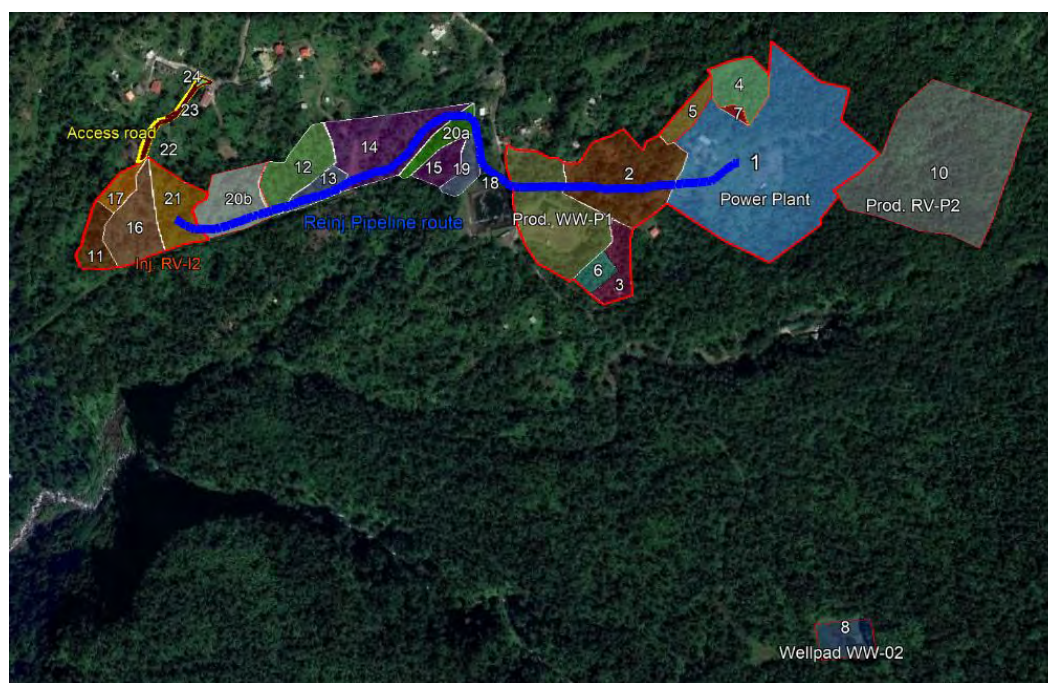 24
4
23
5
7
Access road
14
20a
22
12
1
15
19
10
13
18
2
17
21
20b
Power Plant
Prod. RV-P2
16
Reinj.Pipeline route
Prod. WW-P1
11
Inj. RV-I2
6
3
8
Wellpad WW-02